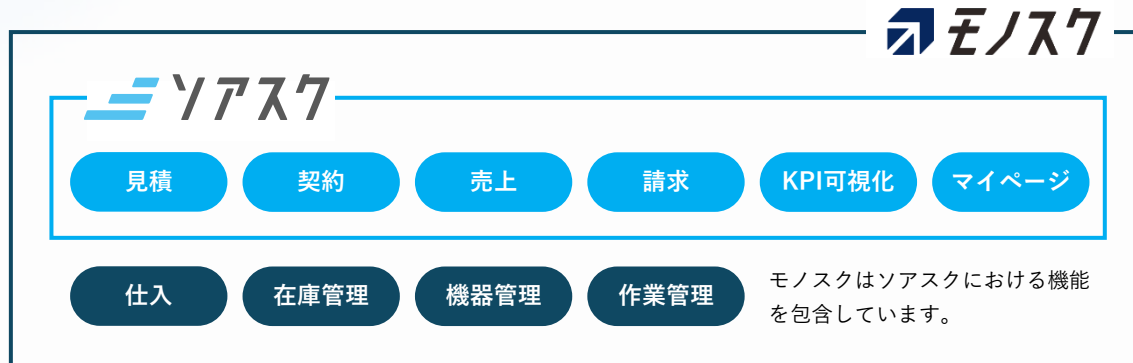 モノスク
ソアスク
見積
契約
売上
請求
KPI可視化
マイページ
仕入
在庫管理
機器管理
作業管理
モノスクはソアスクにおける機能
を包含しています。